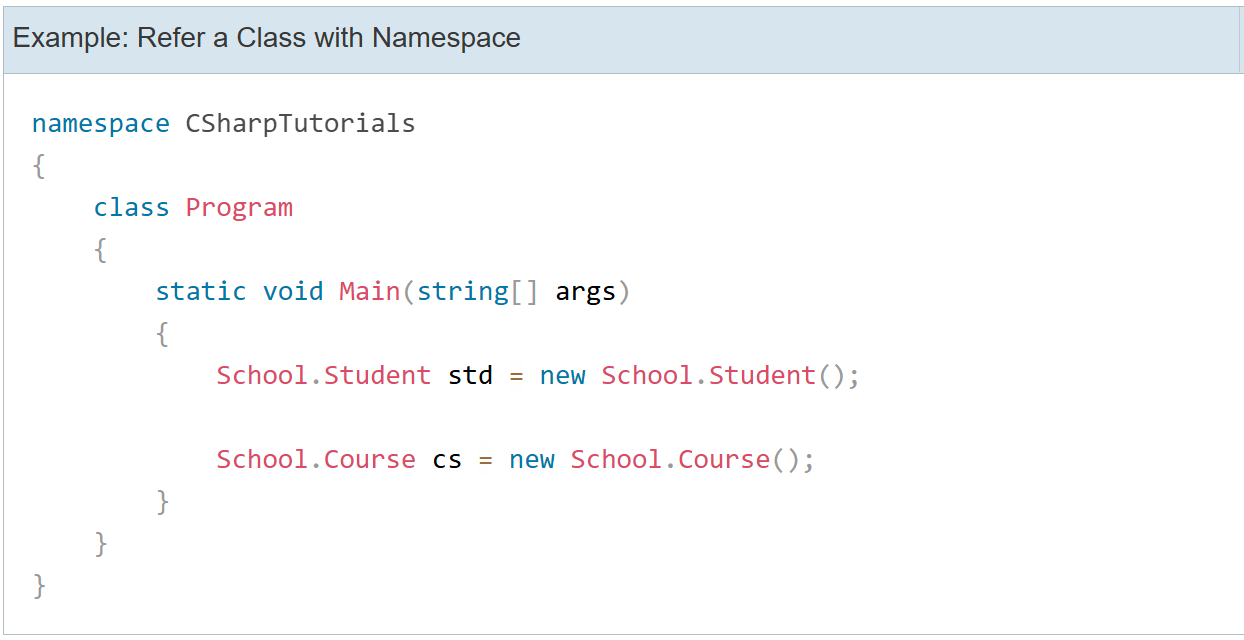 Example: Refer a Class with Namespace
namespace CSharpTutorials
{
    class Program
    {
        static void Main(string[] args)
        {
            School.Student std = new School.Student();
            School.Course cs = new School.Course();
        }
    }
}